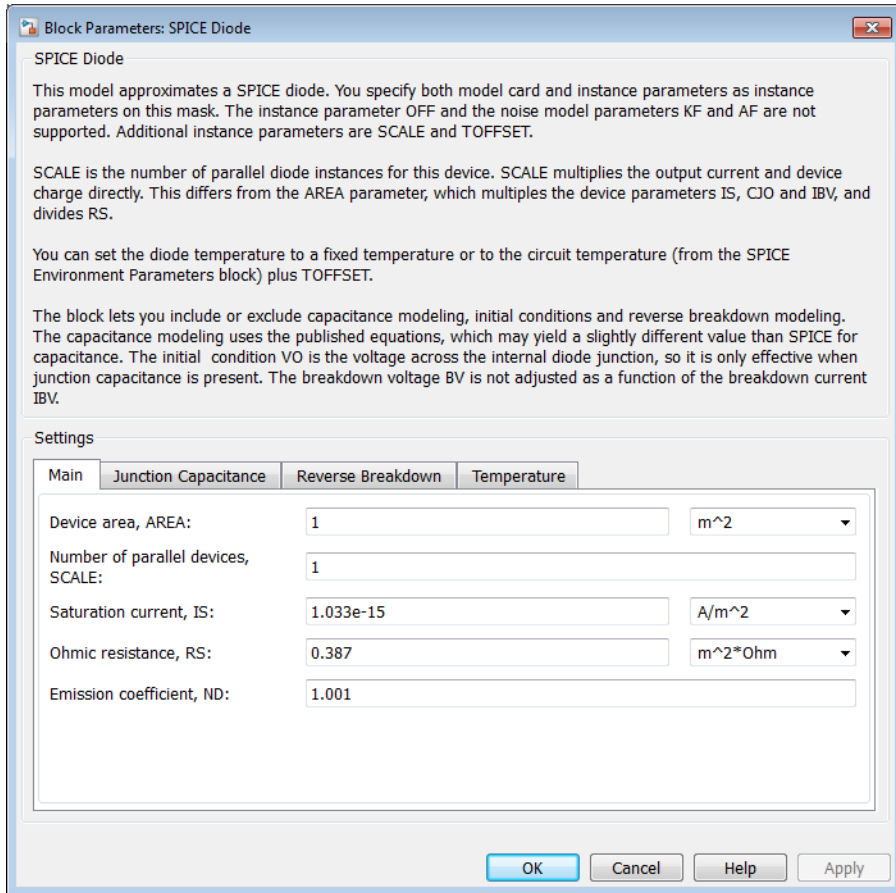 Block Parameters: SPICE Diode
SPICE Diode
This model approximates a SPICE diode. You specify both model card and instance parameters as instance
parameters on this mask. The instance parameter OFF and the noise model parameters KF and AF are not
supported. Additional instance parameters are SCALE and TOFFSET.
SCALE is the number of parallel diode instances for this device. SCALE multiplies the output current and device
charge directly. This differs from the AREA parameter, which multiples the device parameters IS, CJO and IBV, and
divides RS.
You can set the diode temperature to a fixed temperature or to the circuit temperature (from the SPICE
Environment Parameters block) plus TOFFSET.
The block lets you include or exclude capacitance modeling, initial conditions and reverse breakdown modeling.
The capacitance modeling uses the published equations, which may yield a slightly different value than SPICE for
capacitance. The initial  condition VO is the voltage across the internal diode junction, so it is only effective when
junction capacitance is present. The breakdown voltage BV is not adjusted as a function of the breakdown current
IBV.
Settings
Main Junction Capacitance Reverse Breakdown Temperature
Device area, AREA: 1 m^2
Number of parallel devices,
SCALE: 1
Saturation current, IS: 1.033e-15 A/m^2
Ohmic resistance, RS: 0.387 m^2*Ohm
Emission coefficient, ND: 1.001
OK Cancel Help Apply